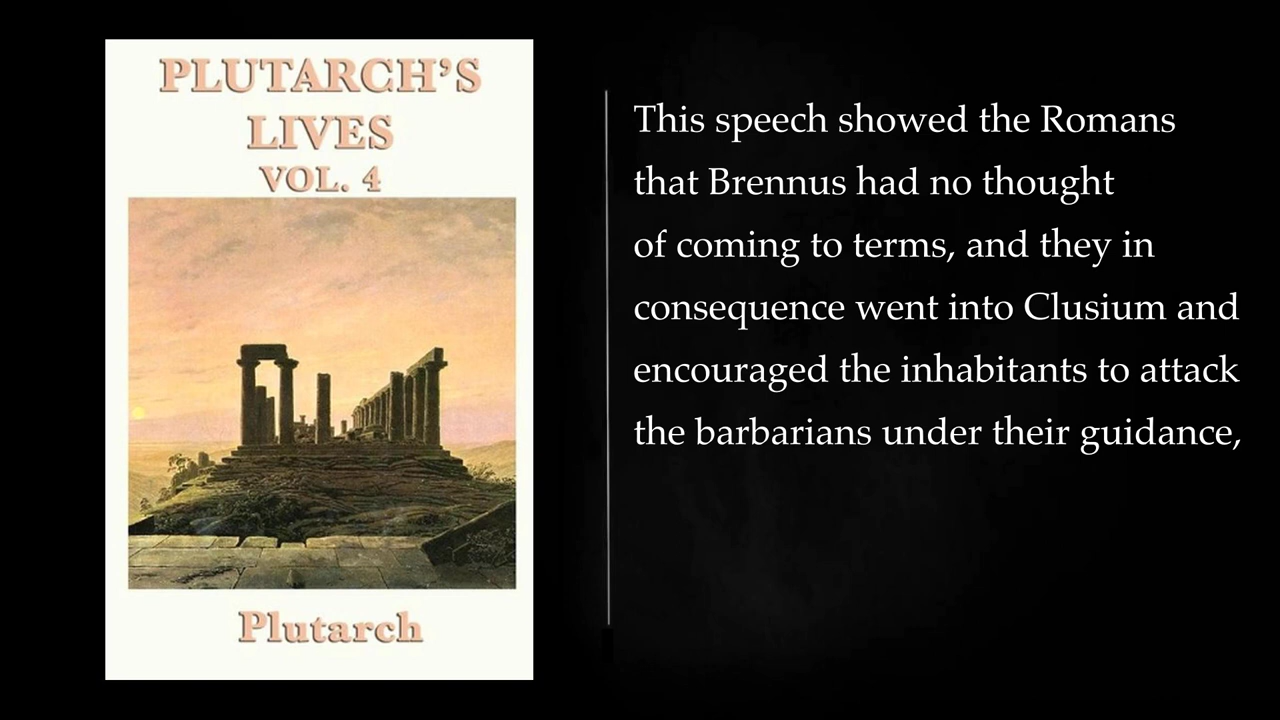 PLUTARCH'S
LIVES
VOL. 4
Plutarch
This speech showed the Romans
that Brennus had no thought
of coming to terms, and they in
consequence went into Clusium and
encouraged the inhabitants to attack
the barbarians under their guidance,